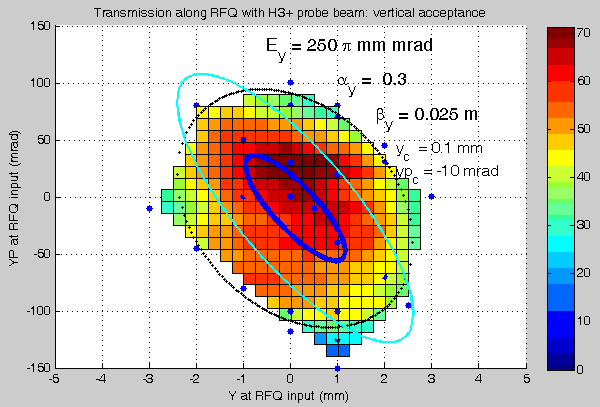 Transmission along RFQ with H3+ probe beam: vertical acceptance
E_y = 250 π mm mrad
α_y = 0.3
β_y = 0.025 m
y_c = 0.1 mm
yp_c = -10 mrad
YP at RFQ input (mrad)
150
100
50
0
-50
-100
-150
-5 -4 -3 -2 -1 0 1 2 3 4 5
Y at RFQ input (mm)
70
60
50
40
30
20
10
0